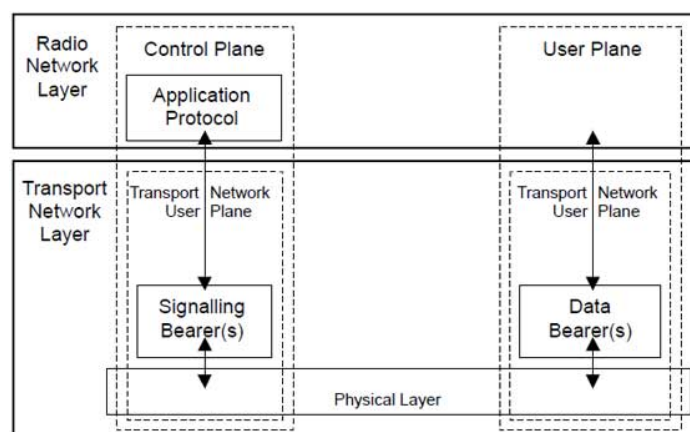 Radio
Network
Layer
Control Plane
User Plane
Application
Protocol
Transport
Network
Layer
Transport Network
User Plane
Transport Network
User Plane
Signalling
Bearer(s)
Data
Bearer(s)
Physical Layer